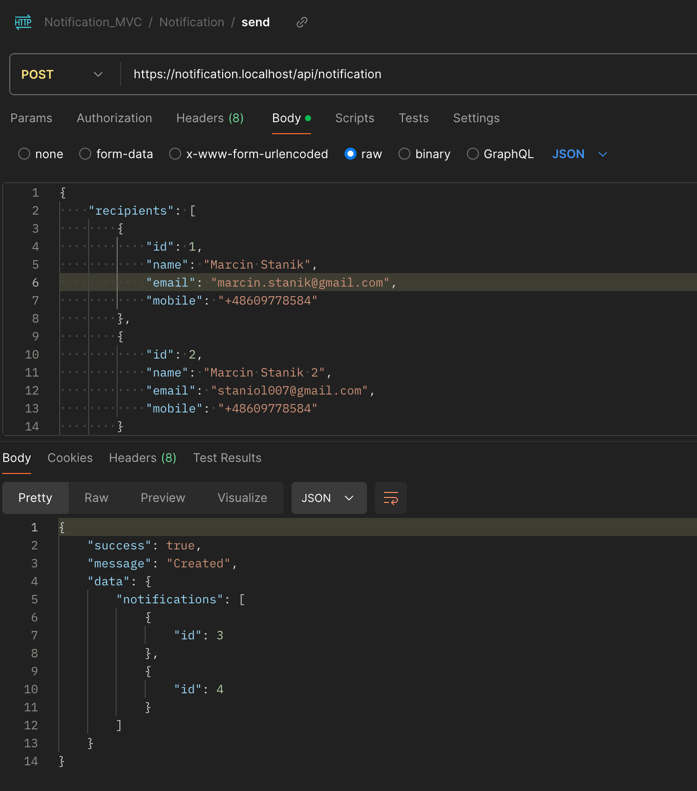 HTTP Notification_MVC / Notification / send
POST https://notification.localhost/api/notification
Params Authorization Headers (8) Body Scripts Tests Settings
none form-data x-www-form-urlencoded raw binary GraphQL JSON
1 {
2 "recipients": [
3 {
4 "id": 1,
5 "name": "Marcin Stanik",
6 "email": "marcin.stanik@gmail.com",
7 "mobile": "+48609778584"
8 },
9 {
10 "id": 2,
11 "name": "Marcin Stanik 2",
12 "email": "staniol007@gmail.com",
13 "mobile": "+48609778584"
14 }
Body Cookies Headers (8) Test Results
Pretty Raw Preview Visualize JSON
1 {
2 "success": true,
3 "message": "Created",
4 "data": {
5 "notifications": [
6 {
7 "id": 3
8 },
9 {
10 "id": 4
11 }
12 ]
13 }
14 }